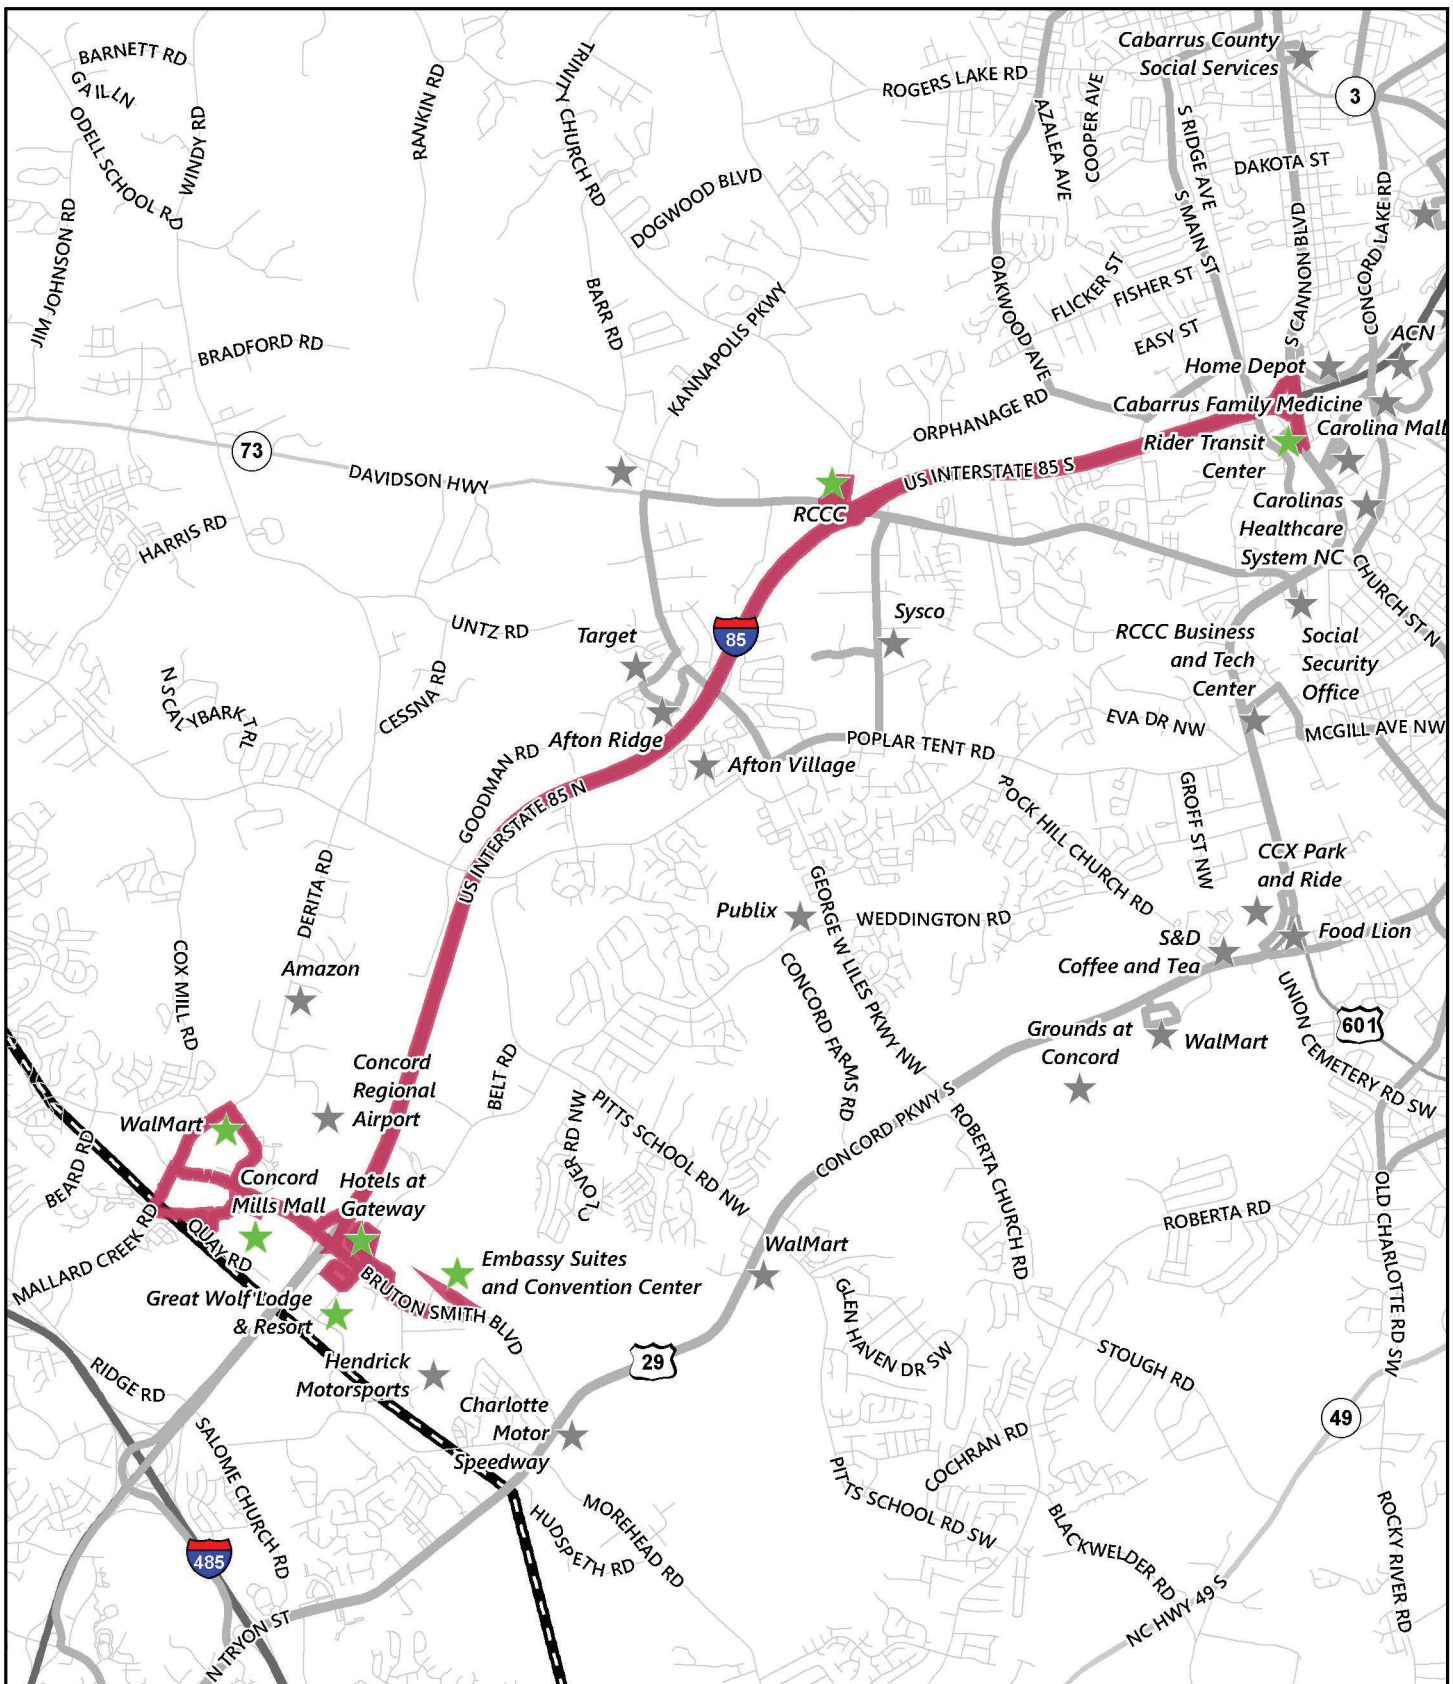 BARNETT RD
GAIL LN
ODELL SCHOOL RD
WINDY RD
RANKIN RD
TRINITY CHURCH RD
DOGWOOD BLVD
ROGERS LAKE RD
AZALEA AVE
COOPER AVE
Cabarrus County
Social Services
3
S RIDGE AVE
DAKOTA ST
S MAIN ST
S CANNON BLVD
CONCORD LAKE RD
JIM JOHNSON RD
BRADFORD RD
BARR RD
KANNAPOLIS PKWY
OAKWOOD AVE
FLICKER ST
FISHER ST
EASY ST
ACN
Home Depot
Cabarrus Family Medicine
Carolina Mall
ORPHANAGE RD
Rider Transit
Center
US INTERSTATE 85 S
73
DAVIDSON HWY
RCCC
Carolinas
Healthcare
System NC
HARRIS RD
CHURCH ST N
UNTZ RD
Target
85
Sysco
RCCC Business
and Tech
Center
Social
Security
Office
N SCALYBARK TRL
CESSNA RD
GOODMAN RD
Afton Ridge
Afton Village
POPLAR TENT RD
EVA DR NW
MCGILL AVE NW
US INTERSTATE 85 N
ROCK HILL CHURCH RD
GROFF ST NW
CCX Park
and Ride
DERITA RD
Publix
GEORGE W LILES PKWY NW
WEDDINGTON RD
S&D
Coffee and Tea
Food Lion
COX MILL RD
Amazon
CONCORD FARMS RD
UNION CEMETERY RD SW
601
Grounds at
Concord
WalMart
Concord
Regional
Airport
BELT RD
WalMart
BEARD RD
CLOVER RD NW
PITTS SCHOOL RD NW
CONCORD PKWY S
ROBERTA CHURCH RD
Concord
Mills Mall
Hotels at
Gateway
MALLARD CREEK RD
QUAY RD
ROBERTA RD
OLD CHARLOTTE RD SW
WalMart
Embassy Suites
and Convention Center
BRUTON SMITH BLVD
Great Wolf Lodge
& Resort
GLEN HAVEN DR SW
29
STOUGH RD
RIDGE RD
Hendrick
Motorsports
Charlotte
Motor
Speedway
49
SALOME CHURCH RD
COCHRAN RD
PITTS SCHOOL RD SW
HUDSPETH RD
MOREHEAD RD
BLACKWELDER RD
ROCKY RIVER RD
485
N TRYON ST
NC HWY 49 S